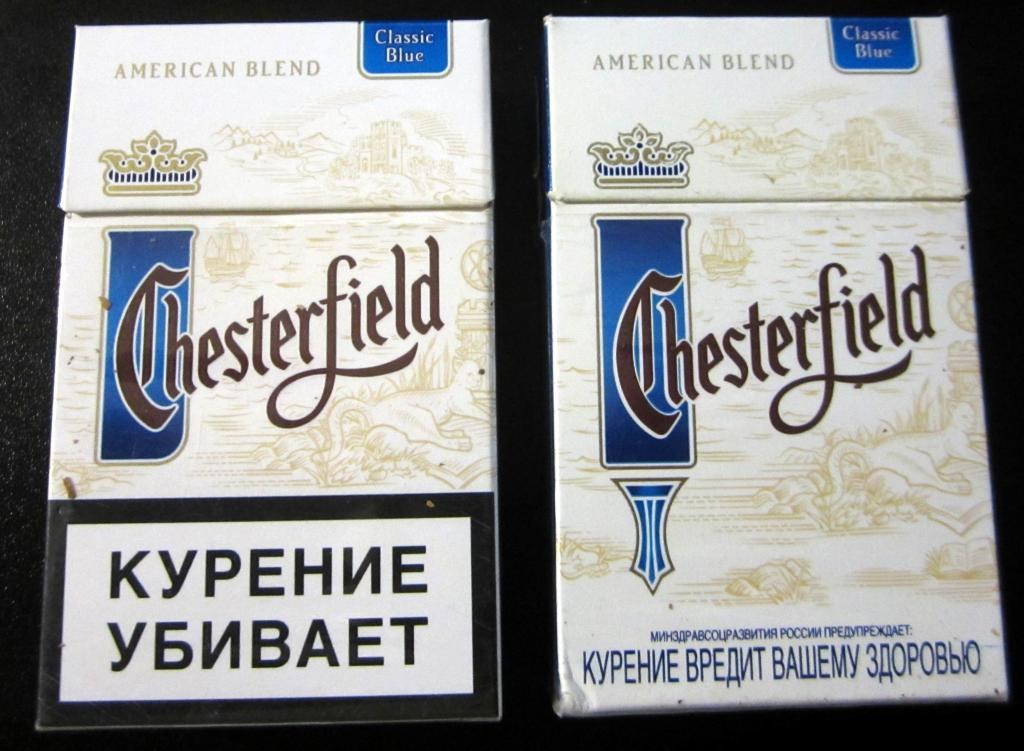 Classic
Blue
AMERICAN BLEND
Chesterfield
КУРЕНИЕ
УБИВАЕТ
Classic
Blue
AMERICAN BLEND
Chesterfield
МИНЗДРАВСОЦРАЗВИТИЯ РОССИИ ПРЕДУПРЕЖДАЕТ:
КУРЕНИЕ ВРЕДИТ ВАШЕМУ ЗДОРОВЬЮ